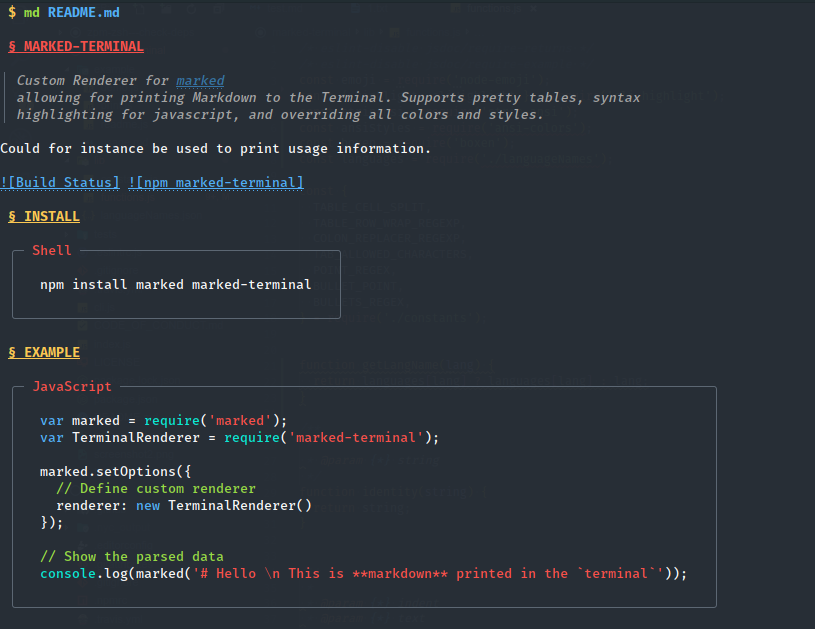 $ md README.md
§ MARKED-TERMINAL
Custom Renderer for marked
allowing for printing Markdown to the Terminal. Supports pretty tables, syntax
highlighting for javascript, and overriding all colors and styles.
Could for instance be used to print usage information.
![Build Status] ![npm marked-terminal]
§ INSTALL
Shell
npm install marked marked-terminal
§ EXAMPLE
JavaScript
var marked = require('marked');
var TerminalRenderer = require('marked-terminal');
marked.setOptions({
  // Define custom renderer
  renderer: new TerminalRenderer()
});
// Show the parsed data
console.log(marked('# Hello \n This is **markdown** printed in the `terminal`'));